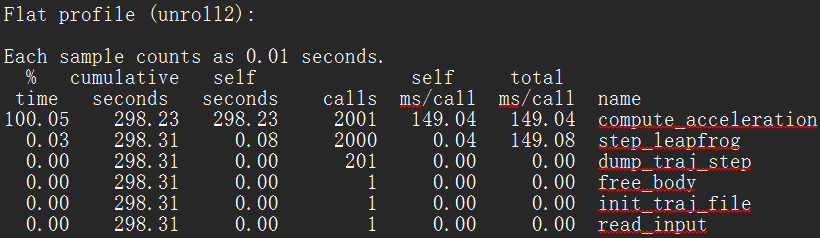 Flat profile (unroll2):

Each sample counts as 0.01 seconds.
  %   cumulative   self              self     total
 time   seconds   seconds    calls  ms/call  ms/call  name
100.05    298.23   298.23     2001   149.04   149.04  compute_acceleration
  0.03    298.31     0.08     2000     0.04   149.08  step_leapfrog
  0.00    298.31     0.00      201     0.00     0.00  dump_traj_step
  0.00    298.31     0.00        1     0.00     0.00  free_body
  0.00    298.31     0.00        1     0.00     0.00  init_traj_file
  0.00    298.31     0.00        1     0.00     0.00  read_input